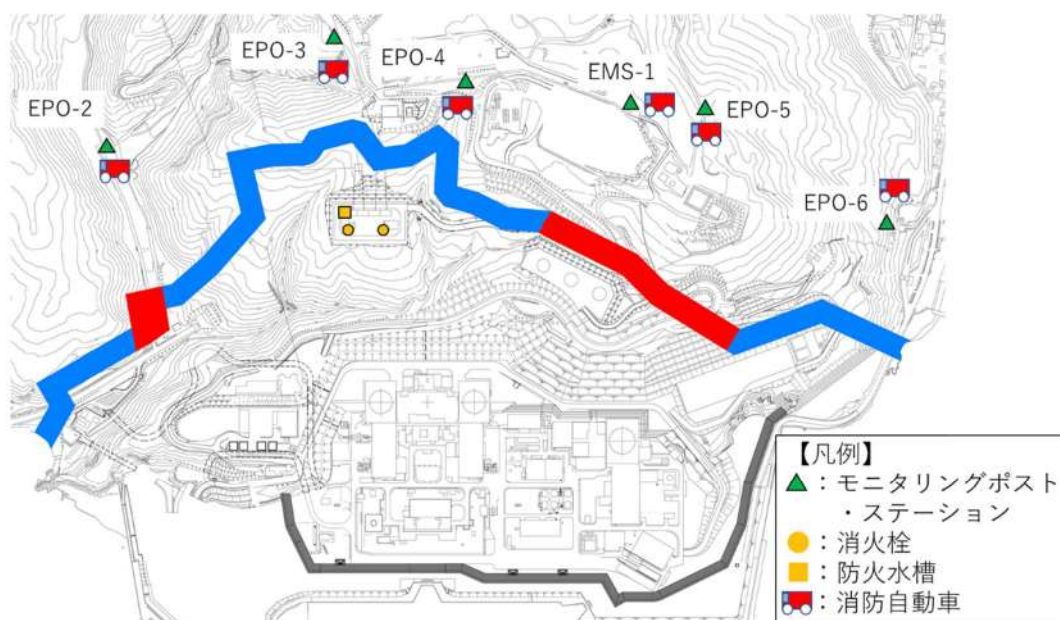 EPO-3
EPO-4
EMS-1
EPO-2
EPO-5
EPO-6
【凡例】
：モニタリングポスト
・ステーション
：消火栓
：防火水槽
：消防自動車